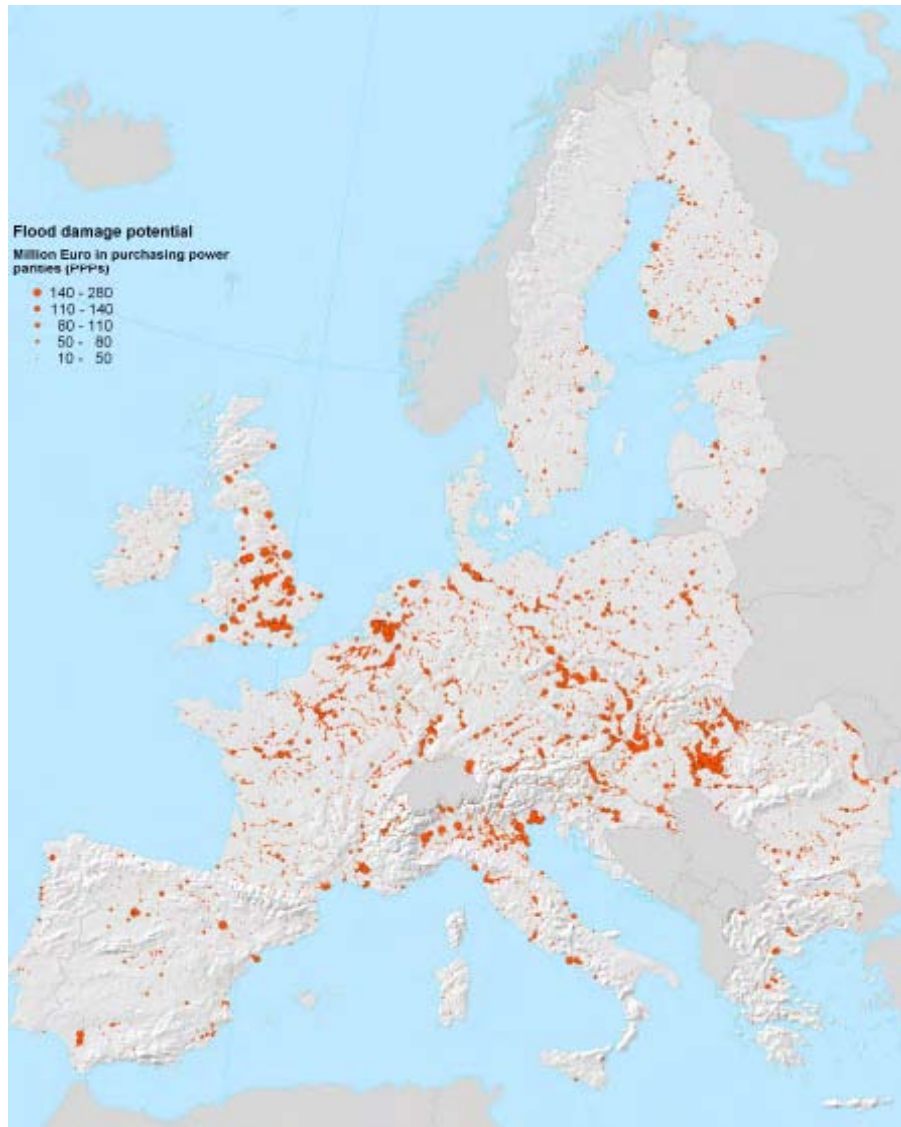 Flood damage potential
Million Euro in purchasing power
parities (PPPs)
140 - 280
110 - 140
80 - 110
50 - 80
10 - 50